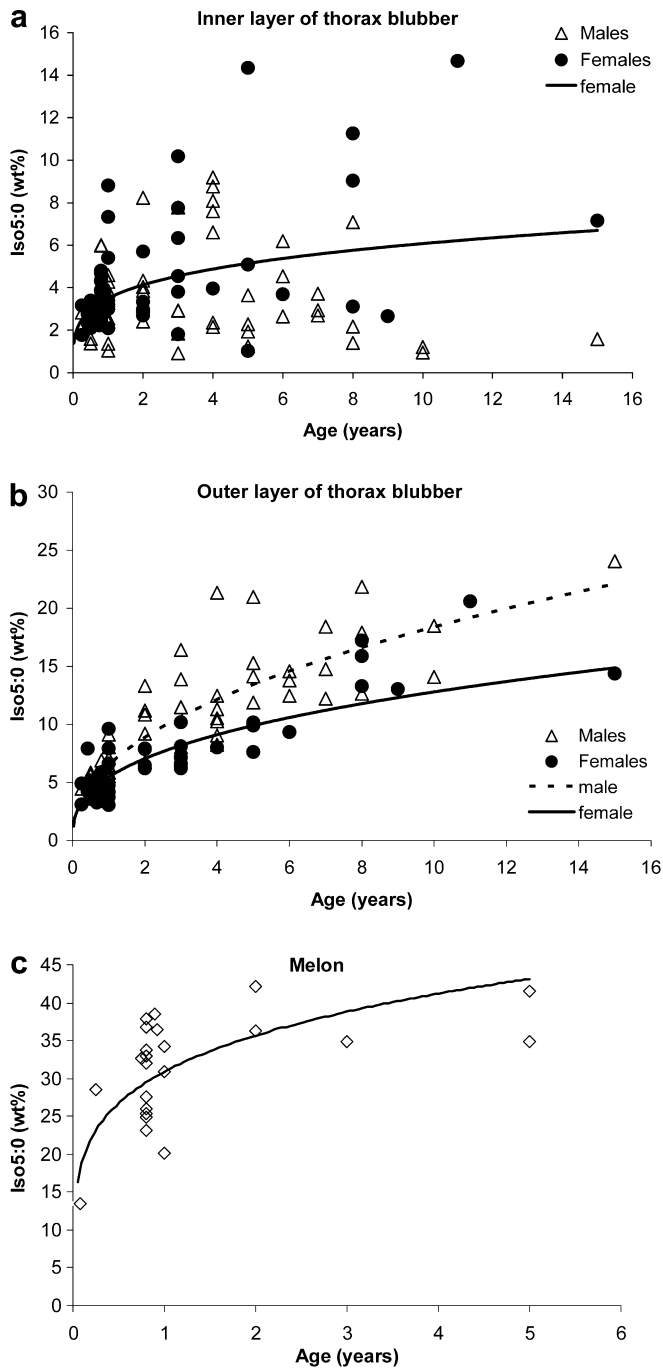 a
Inner layer of thorax blubber
16
14
12
10
8
6
4
2
0
Iso5:0 (wt%)
Males
Females
female
0 2 4 6 8 10 12 14 16
Age (years)
b
Outer layer of thorax blubber
30
25
20
15
10
5
0
Iso5:0 (wt%)
Males
Females
male
female
0 2 4 6 8 10 12 14 16
Age (years)
c
Melon
45
40
35
30
25
20
15
10
5
0
Iso5:0 (wt%)
0 1 2 3 4 5 6
Age (years)